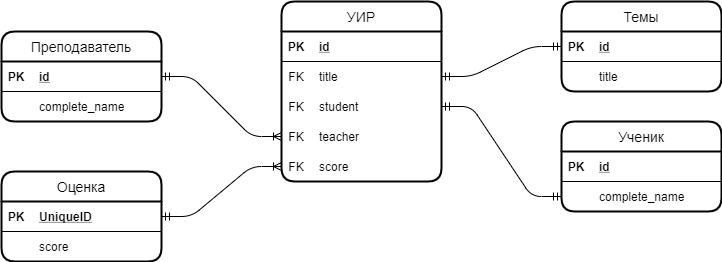 Преподаватель
PK id
complete_name
Оценка
PK UniqueID
score
УИР
PK id
FK title
FK student
FK teacher
FK score
Темы
PK id
title
Ученик
PK id
complete_name